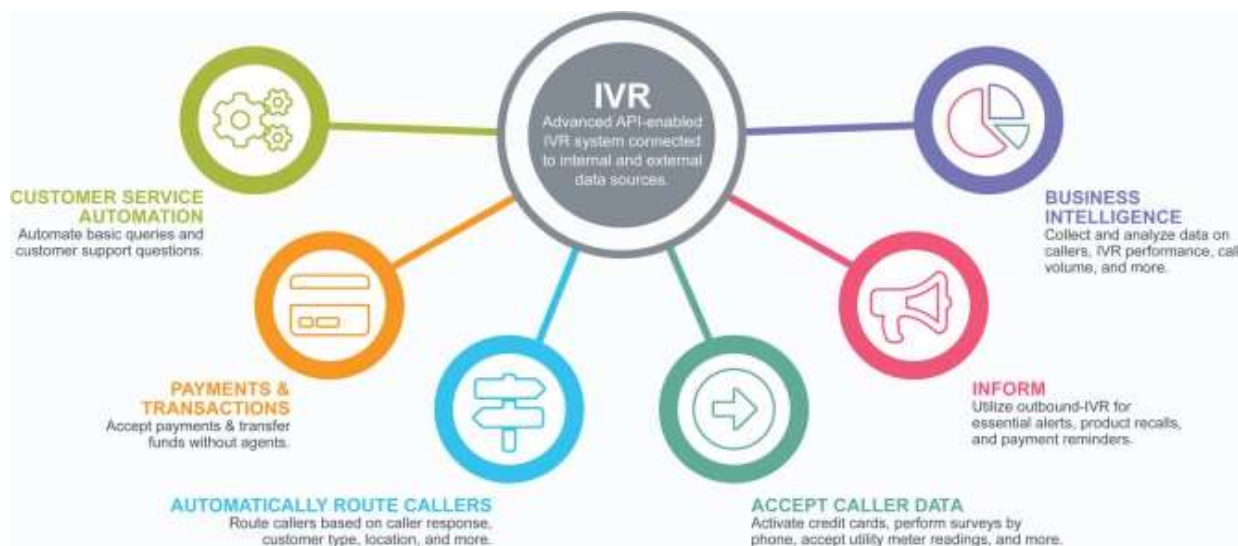 IVR
Advanced API-enabled
IVR system connected
to internal and external
data sources.
CUSTOMER SERVICE
AUTOMATION
Automate basic queries and
customer support questions.
PAYMENTS &
TRANSACTIONS
Accept payments & transfer
funds without agents.
AUTOMATICALLY ROUTE CALLERS
Route callers based on caller response,
customer type, location, and more.
ACCEPT CALLER DATA
Activate credit cards, perform surveys by
phone, accept utility meter readings, and more.
INFORM
Utilize outbound-IVR for
essential alerts, product recalls,
and payment reminders.
BUSINESS
INTELLIGENCE
Collect and analyze data on
callers, IVR performance, call
volume, and more.